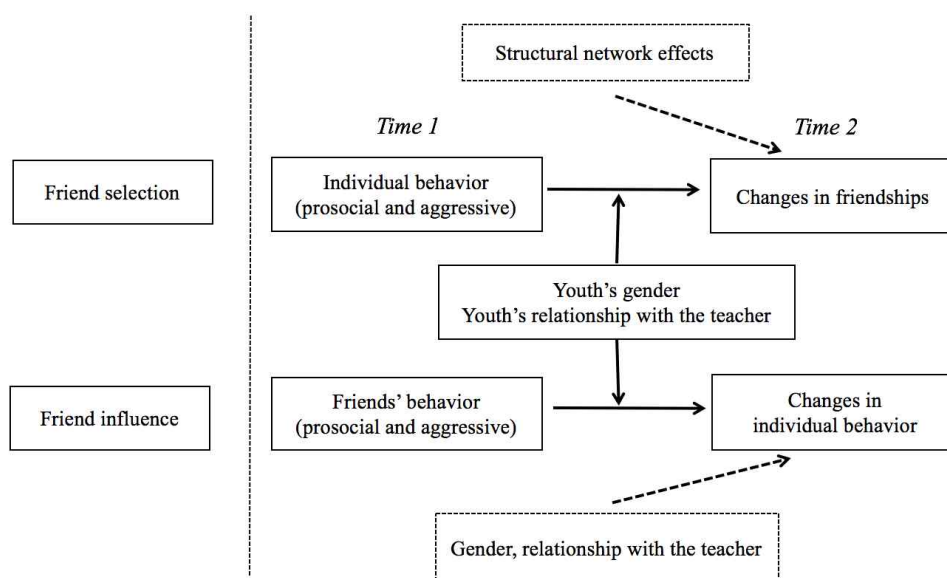 Structural network effects
Time 1
Time 2
Friend selection
Individual behavior
(prosocial and aggressive)
Changes in friendships
Youth’s gender
Youth’s relationship with the teacher
Friend influence
Friends’ behavior
(prosocial and aggressive)
Changes in
individual behavior
Gender, relationship with the teacher